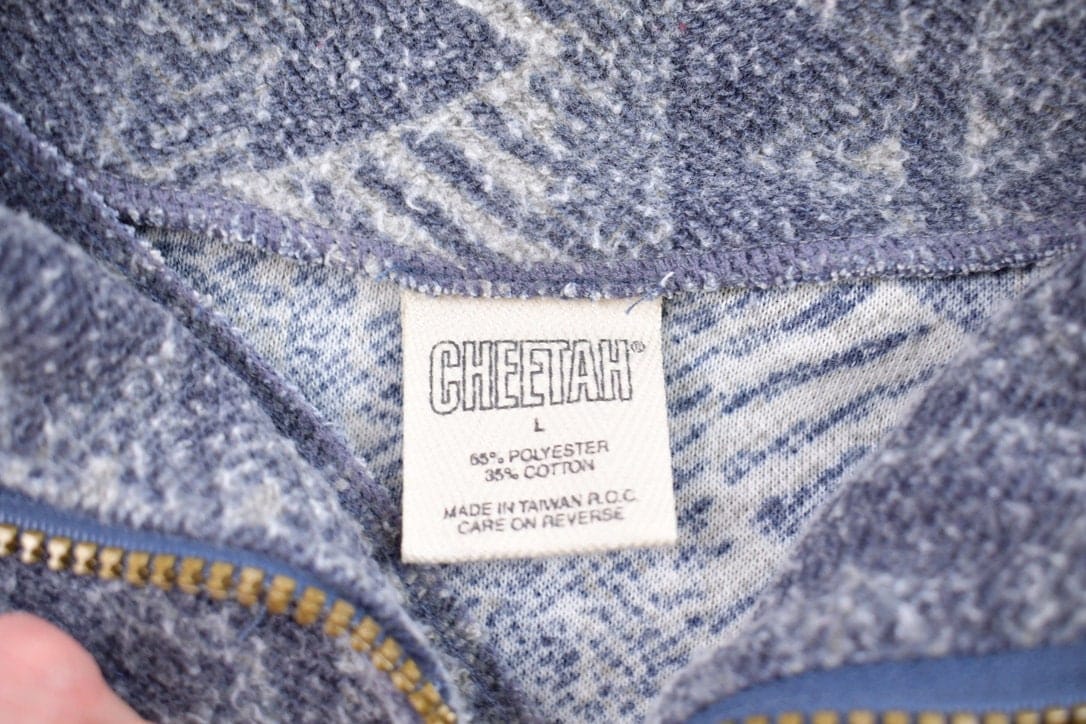 CHEETAH®
L
65% POLYESTER
35% COTTON
MADE IN TAIWAN R.O.C.
CARE ON REVERSE